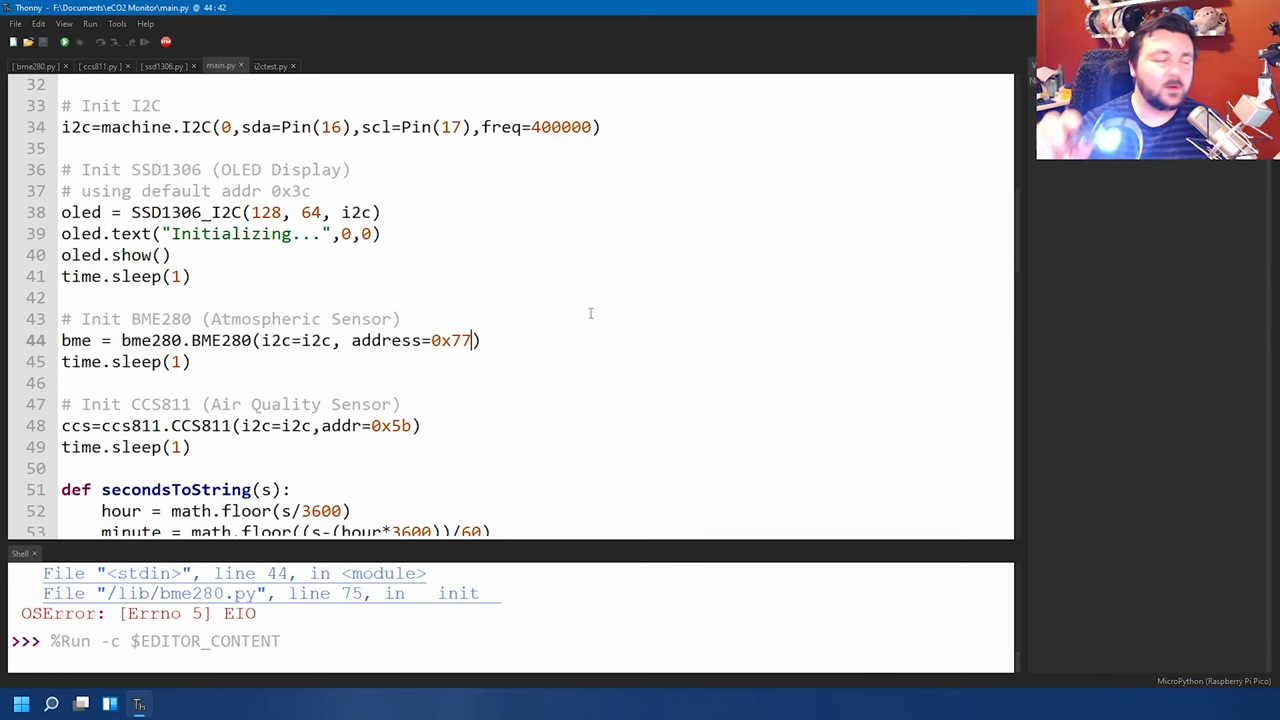 Thonny - F:\Documents\eCO2 Monitor\main.py @ 44 : 42
File Edit View Run Tools Help
[ bme280.py ] × [ ccs811.py ] × [ ssd1306.py ] × main.py × i2ctest.py ×
32
33 # Init I2C
34 i2c=machine.I2C(0,sda=Pin(16),scl=Pin(17),freq=400000)
35
36 # Init SSD1306 (OLED Display)
37 # using default addr 0x3c
38 oled = SSD1306_I2C(128, 64, i2c)
39 oled.text("Initializing...",0,0)
40 oled.show()
41 time.sleep(1)
42
43 # Init BME280 (Atmospheric Sensor)
44 bme = bme280.BME280(i2c=i2c, address=0x77)
45 time.sleep(1)
46
47 # Init CCS811 (Air Quality Sensor)
48 ccs=ccs811.CCS811(i2c=i2c,addr=0x5b)
49 time.sleep(1)
50
51 def secondsToString(s):
52 hour = math.floor(s/3600)
53 minute = math.floor((s-(hour*3600))/60)
Shell ×
File "<stdin>", line 44, in <module>
File "/lib/bme280.py", line 75, in __init__
OSError: [Errno 5] EIO
>>> %Run -c $EDITOR_CONTENT
MicroPython (Raspberry Pi Pico)